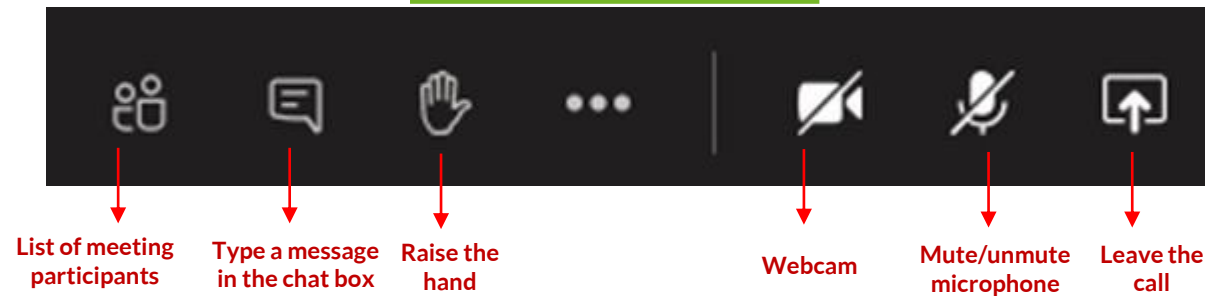 List of meeting
participants
Type a message
in the chat box
Raise the
hand
Webcam
Mute/unmute
microphone
Leave the
call